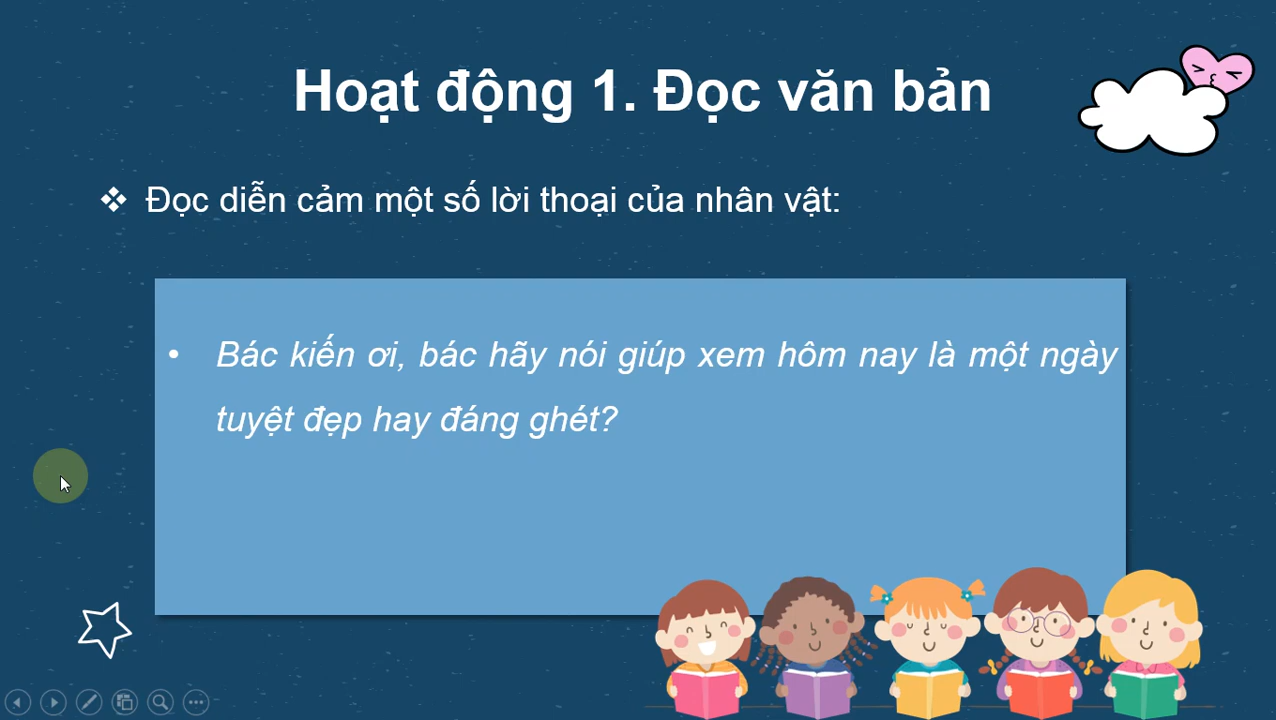 Hoạt động 1. Đọc văn bản
❖ Đọc diễn cảm một số lời thoại của nhân vật:
• Bác kiến ơi, bác hãy nói giúp xem hôm nay là một ngày
tuyệt đẹp hay đáng ghét?